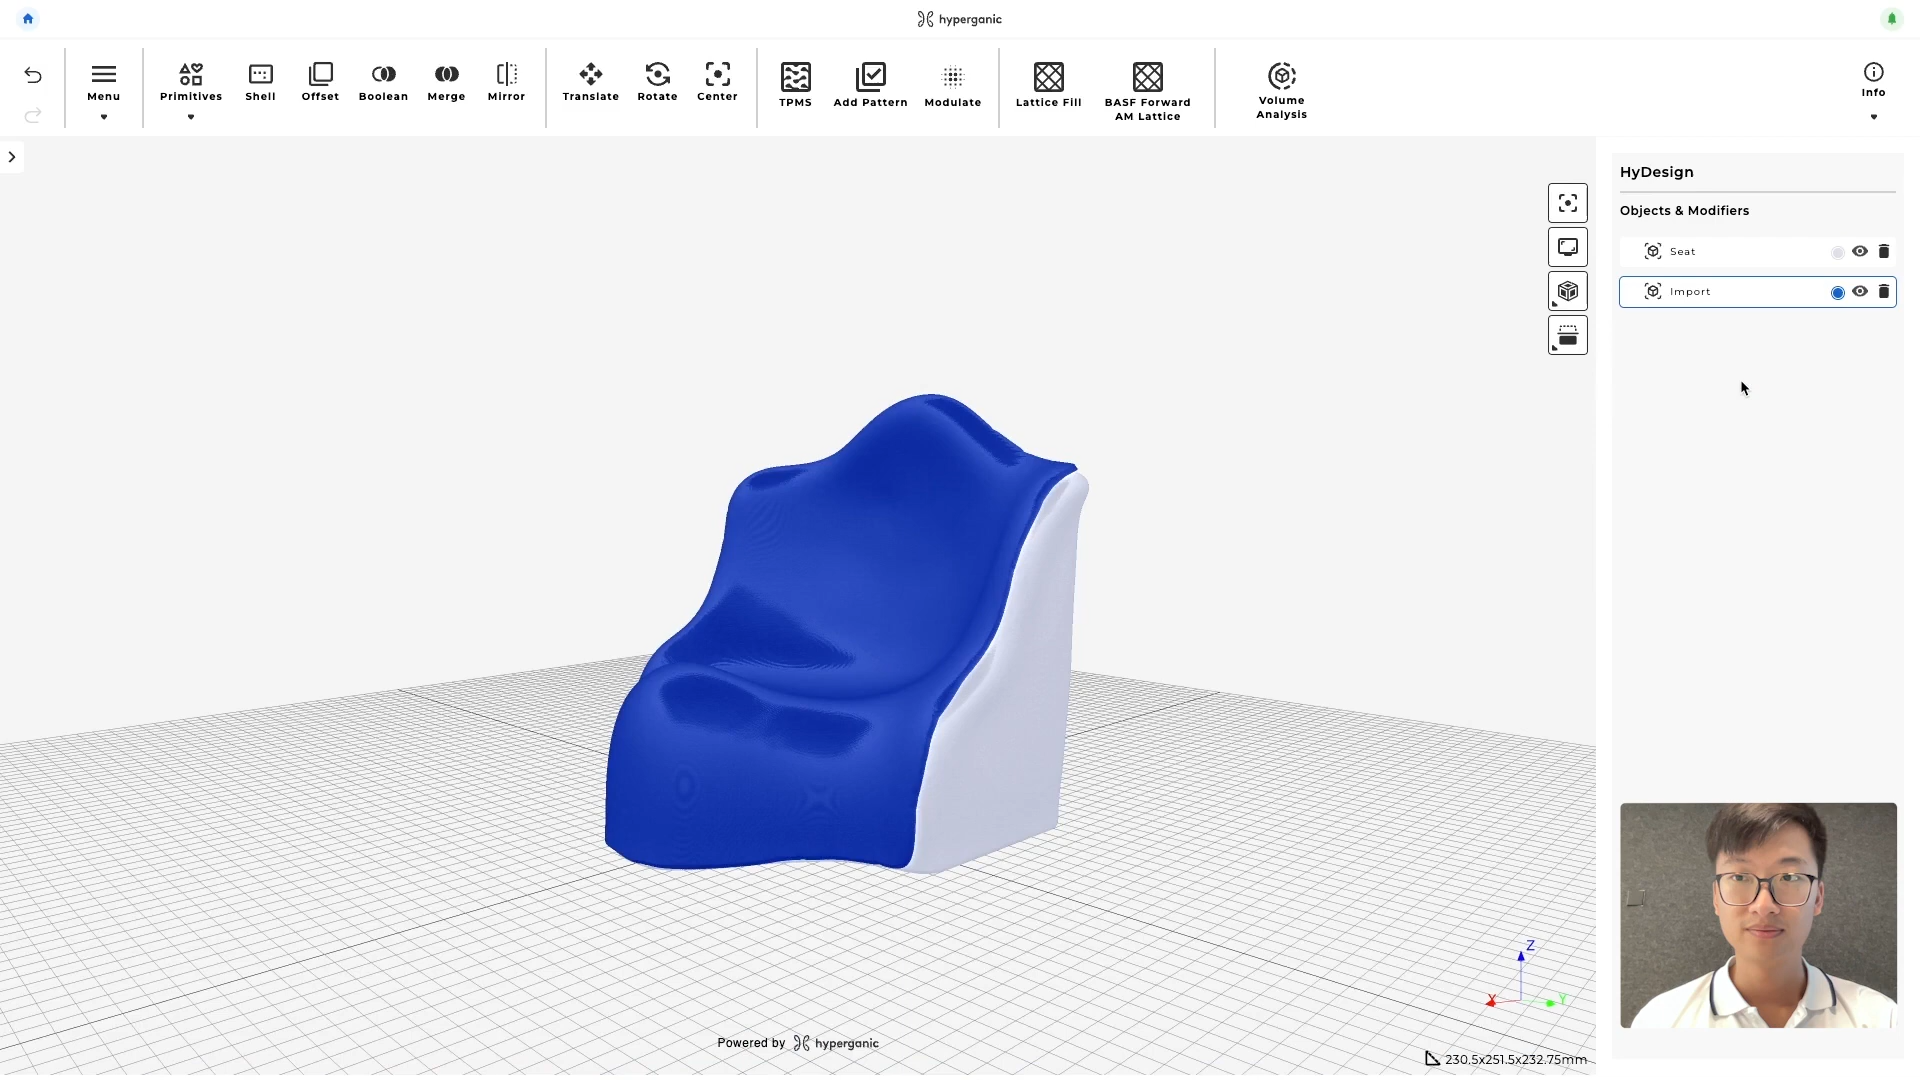 hyperganic
Menu
Primitives
Shell
Offset
Boolean
Merge
Mirror
Translate
Rotate
Center
TPMS
Add Pattern
Modulate
Lattice Fill
BASF Forward
AM Lattice
Volume
Analysis
Info
HyDesign
Objects & Modifiers
Seat
Import
Z
X
Y
Powered by hyperganic
230.5x251.5x232.75mm